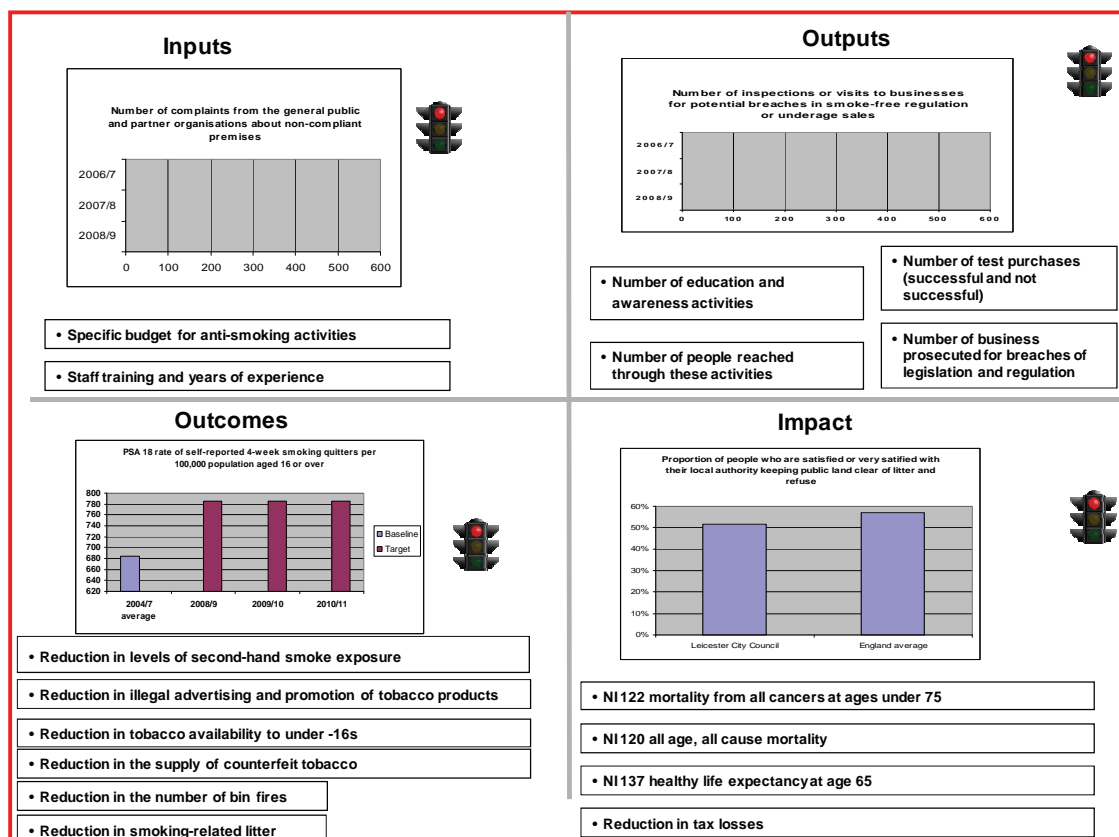 Inputs
Number of complaints from the general public
and partner organisations about non-compliant
premises
2006/7
2007/8
2008/9
0 100 200 300 400 500 600
• Specific budget for anti-smoking activities
• Staff training and years of experience
Outputs
Number of inspections or visits to businesses
for potential breaches in smoke-free regulation
or underage sales
2006/7
2007/8
2008/9
0 100 200 300 400 500 600
• Number of education and
awareness activities
• Number of people reached
through these activities
• Number of test purchases
(successful and not
successful)
• Number of business
prosecuted for breaches of
legislation and regulation
Outcomes
PSA 18 rate of self-reported 4-week smoking quitters per
100,000 population aged 16 or over
800
780
760
740
720
700
680
660
640
620
2004/7
average
2008/9
2009/10
2010/11
Baseline
Target
• Reduction in levels of second-hand smoke exposure
• Reduction in illegal advertising and promotion of tobacco products
• Reduction in tobacco availability to under -16s
• Reduction in the supply of counterfeit tobacco
• Reduction in the number of bin fires
• Reduction in smoking-related litter
Impact
Proportion of people who are satisfied or very satified with
their local authority keeping public land clear of litter and
refuse
60%
50%
40%
30%
20%
10%
0%
Leicester City Council
England average
• NI122 mortality from all cancers at ages under 75
• NI120 all age, all cause mortality
• NI137 healthy life expectancy at age 65
• Reduction in tax losses